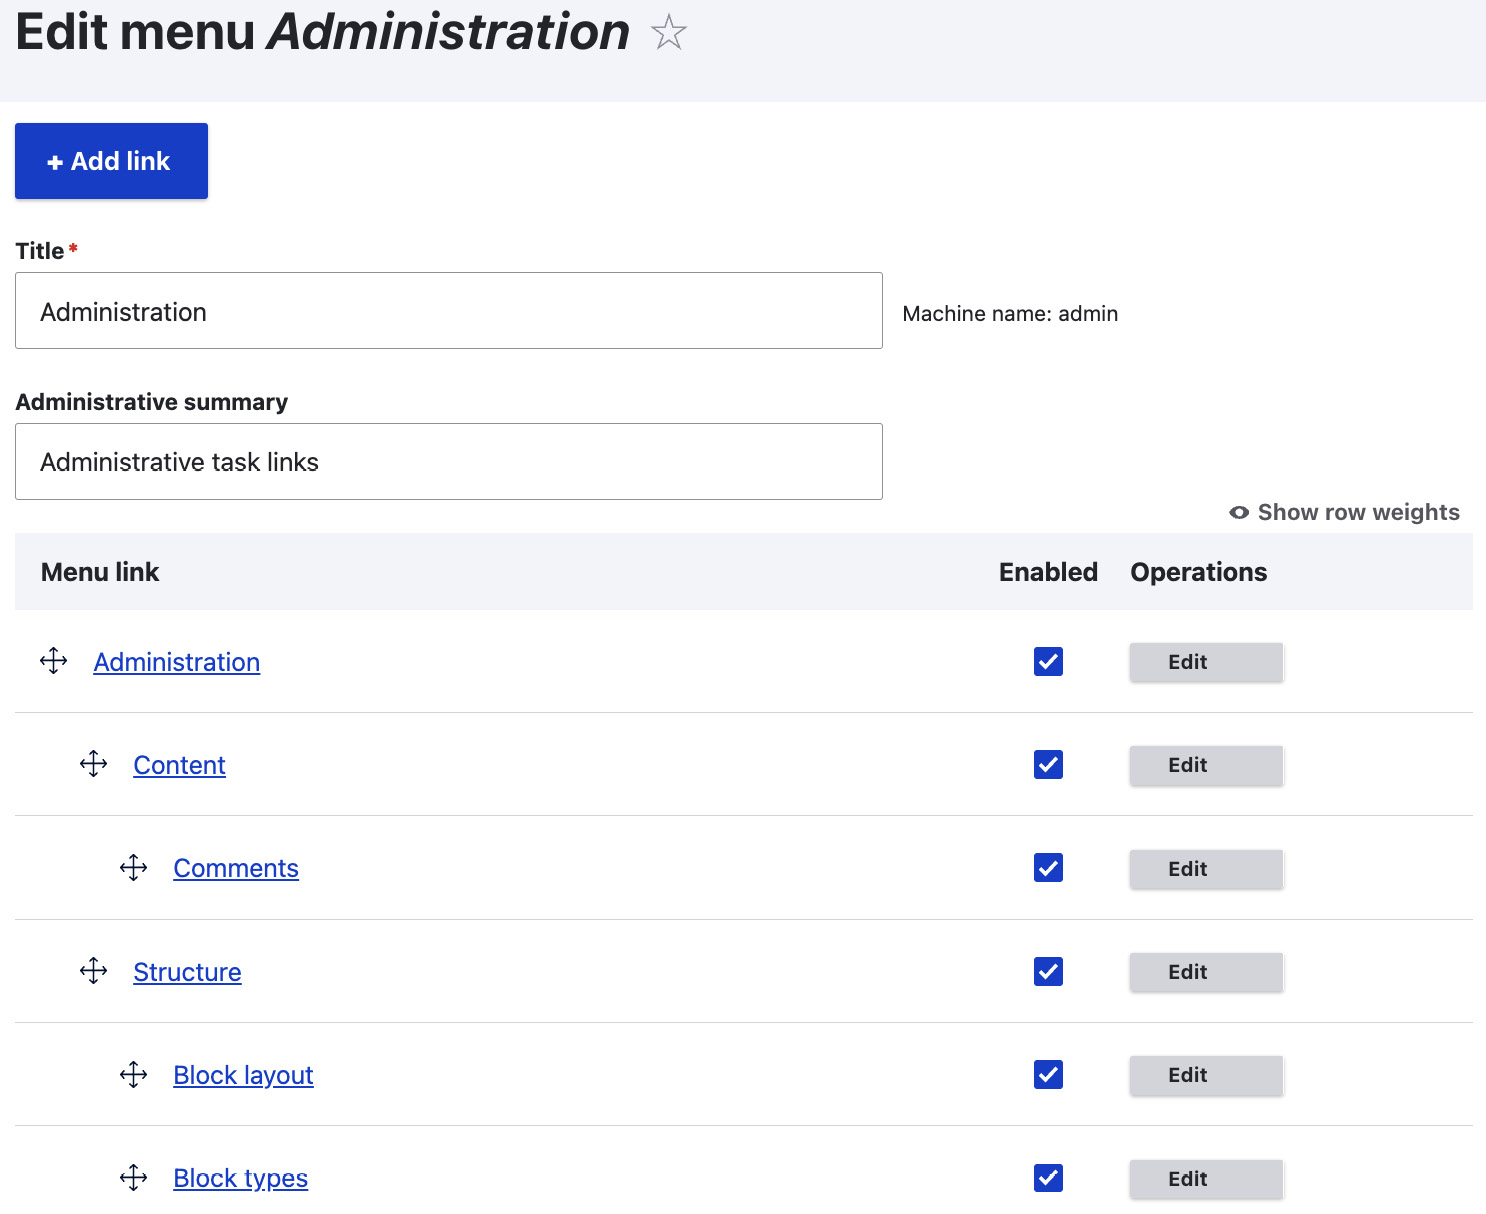 Edit menu Administration
+ Add link
Title*
Administration
Machine name: admin
Administrative summary
Administrative task links
Show row weights
Menu link Enabled Operations
Administration Edit
Content Edit
Comments Edit
Structure Edit
Block layout Edit
Block types Edit